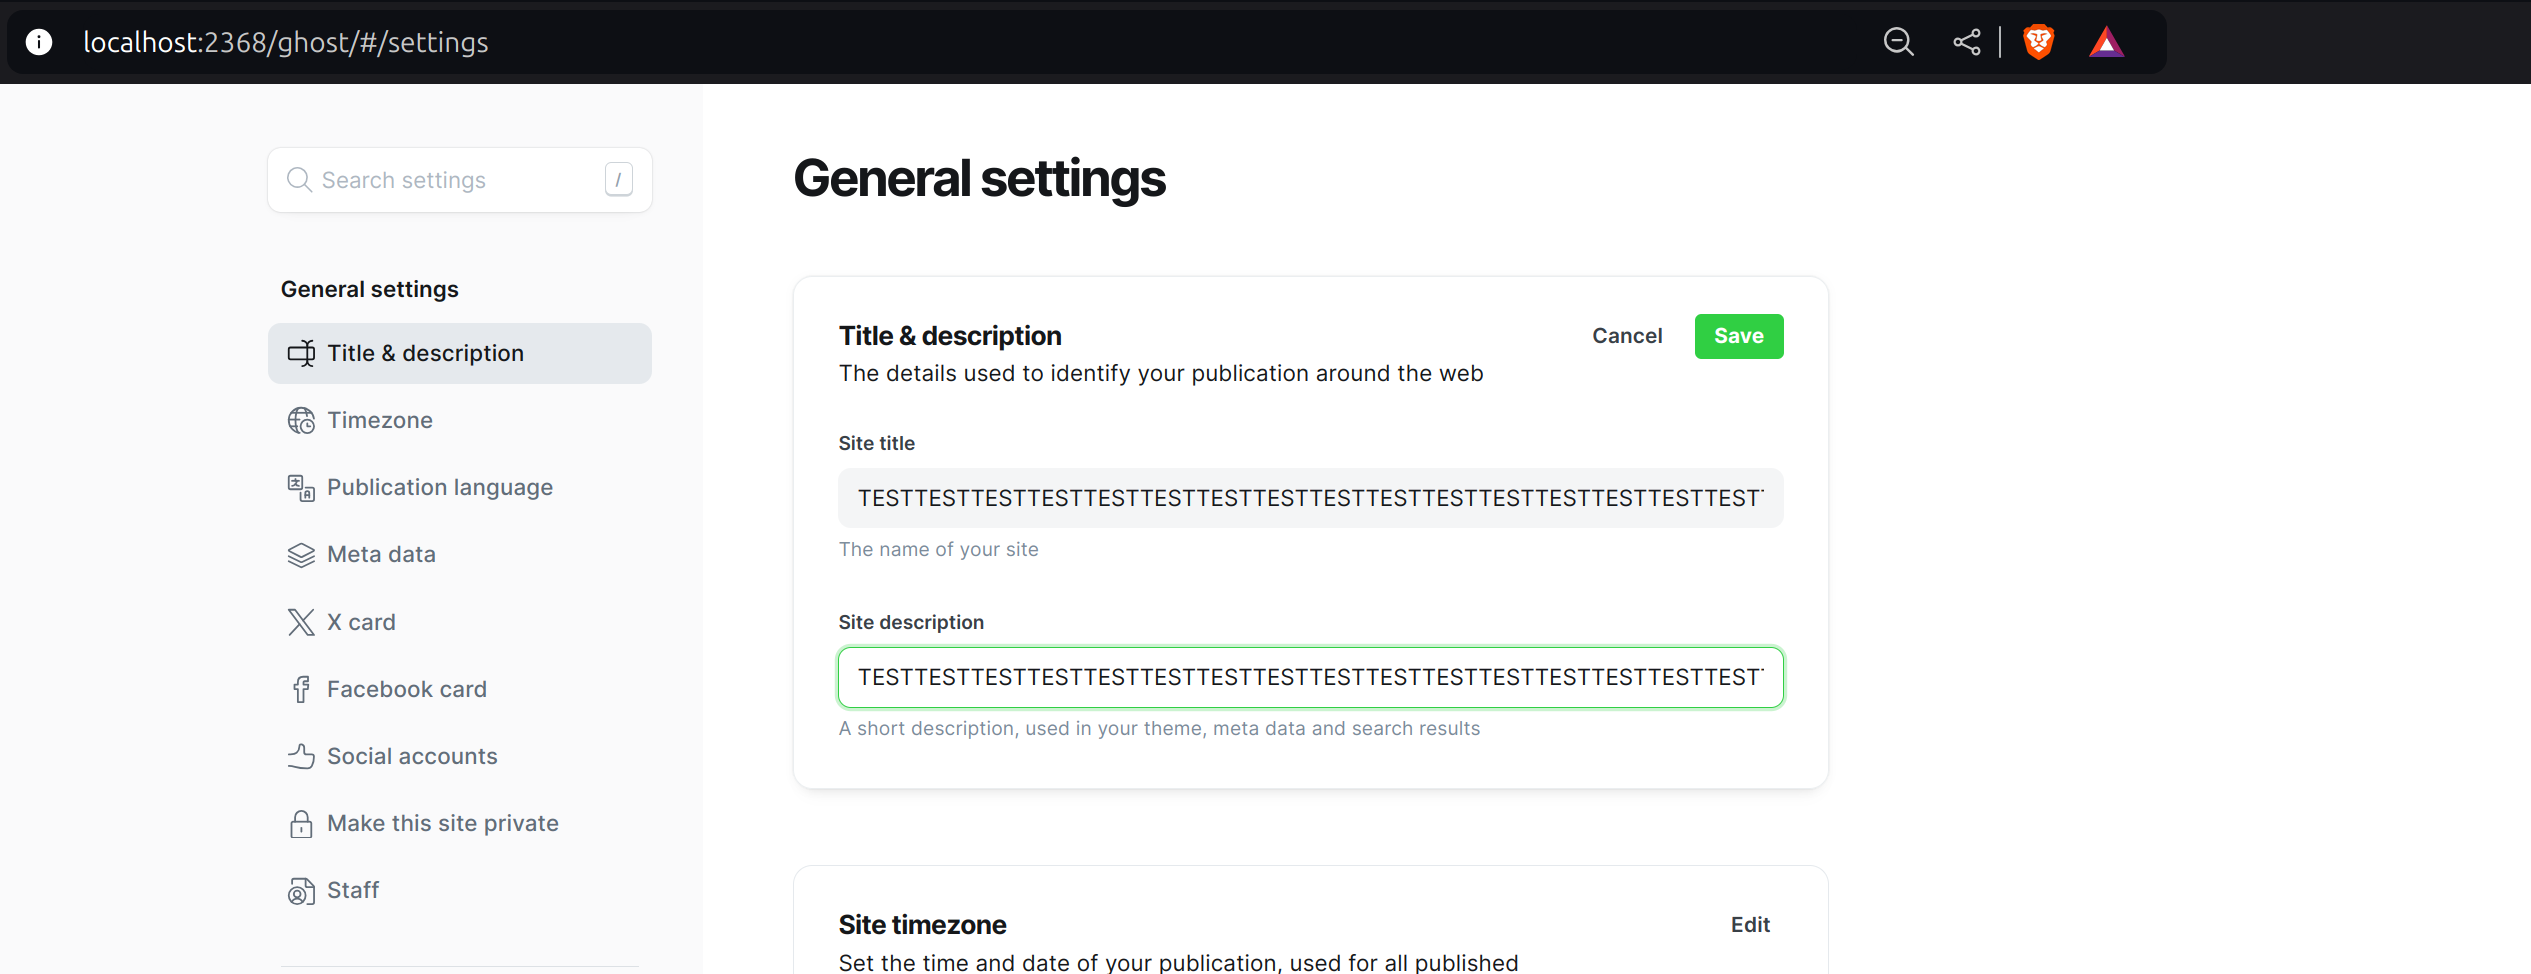 localhost:2368/ghost/#/settings
Search settings /
General settings
Title & description
Timezone
Publication language
Meta data
X card
Facebook card
Social accounts
Make this site private
Staff
General settings
Title & description
Cancel
Save
The details used to identify your publication around the web
Site title
TESTTESTTESTTESTTESTTESTTESTTESTTESTTESTTESTTESTTESTTESTTESTTEST
The name of your site
Site description
TESTTESTTESTTESTTESTTESTTESTTESTTESTTESTTESTTESTTESTTESTTESTTEST
A short description, used in your theme, meta data and search results
Site timezone
Edit
Set the time and date of your publication, used for all published